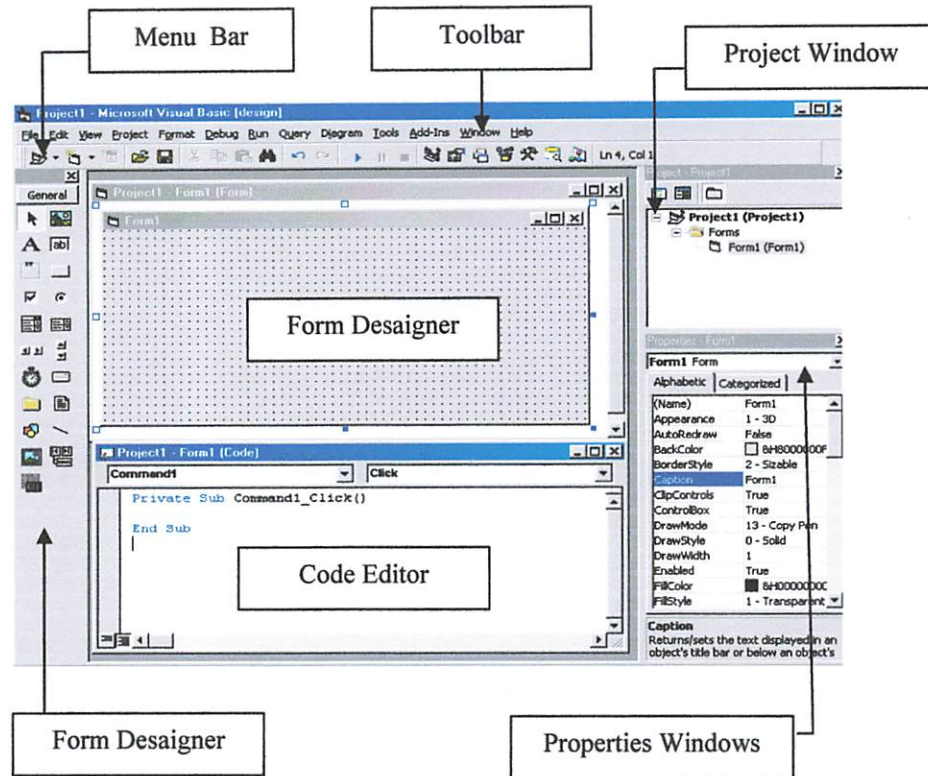 Menu Bar
Toolbar
Project Window
Project1 - Microsoft Visual Basic [design]
File Edit View Project Format Debug Run Query Diagram Tools Add-Ins Window Help
Ln 4, Col 1
General
Project1 - Form1 (Form)
Form1
Form Desaigner
Project - Project1
Project1 (Project1)
Forms
Form1 (Form1)
Properties - Form1
Form1 Form
Alphabetic Categorized
(Name) Form1
Appearance 1 - 3D
AutoRedraw False
BackColor &H8000000F
BorderStyle 2 - Sizable
Caption Form1
ClipControls True
ControlBox True
DrawMode 13 - Copy Pen
DrawStyle 0 - Solid
DrawWidth 1
Enabled True
FillColor &H0000000C
FillStyle 1 - Transparent
Caption
Returns/sets the text displayed in an
object's title bar or below an object's
Project1 - Form1 (Code)
Command1 Click
Private Sub Command1_Click()
End Sub
Code Editor
Form Desaigner
Properties Windows